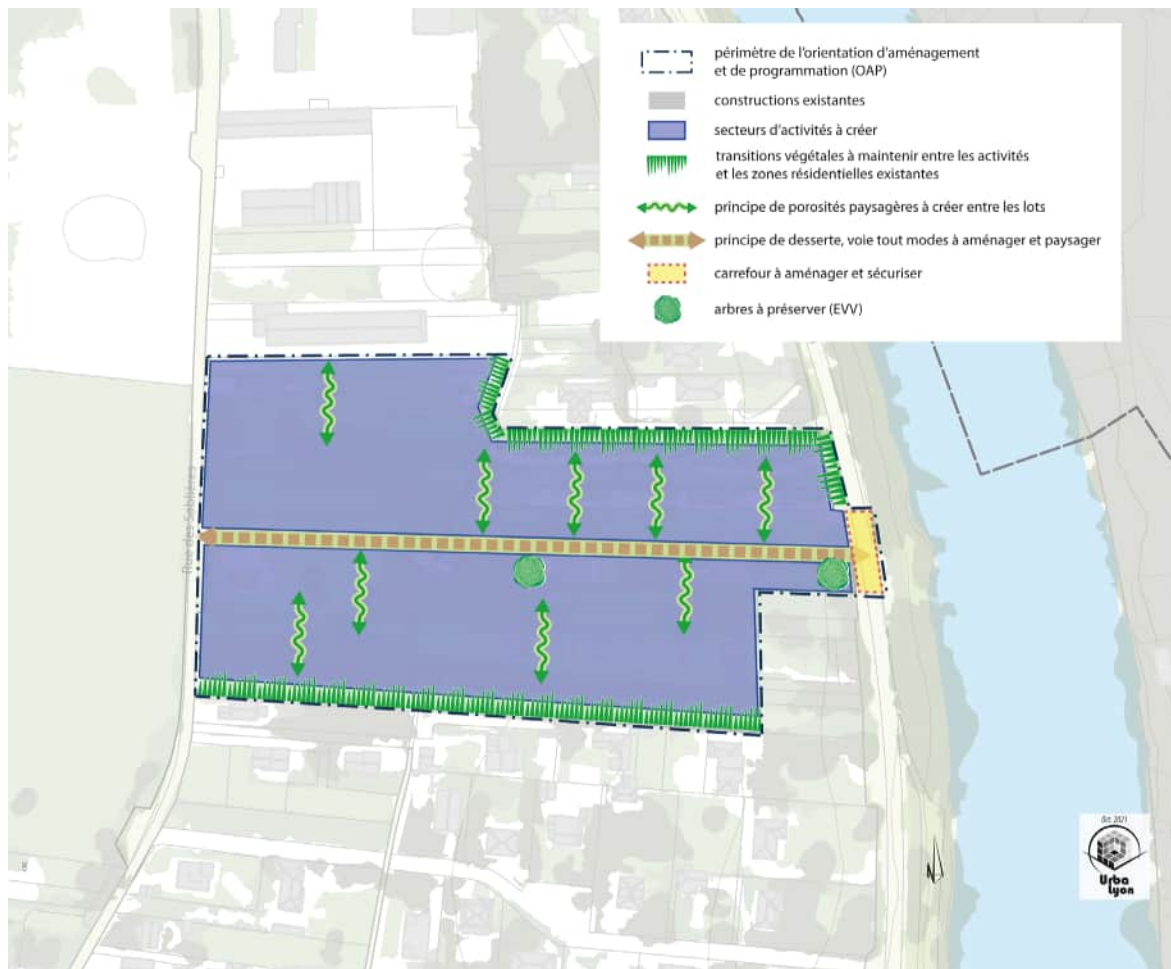 périmètre de l'orientation d'aménagement
et de programmation (OAP)
constructions existantes
secteurs d'activités à créer
transitions végétales à maintenir entre les activités
et les zones résidentielles existantes
principe de porosités paysagères à créer entre les lots
principe de desserte, voie tout modes à aménager et paysager
carrefour à aménager et sécuriser
arbres à préserver (EVV)
Rue des Sablières
N
Urba
Lyon